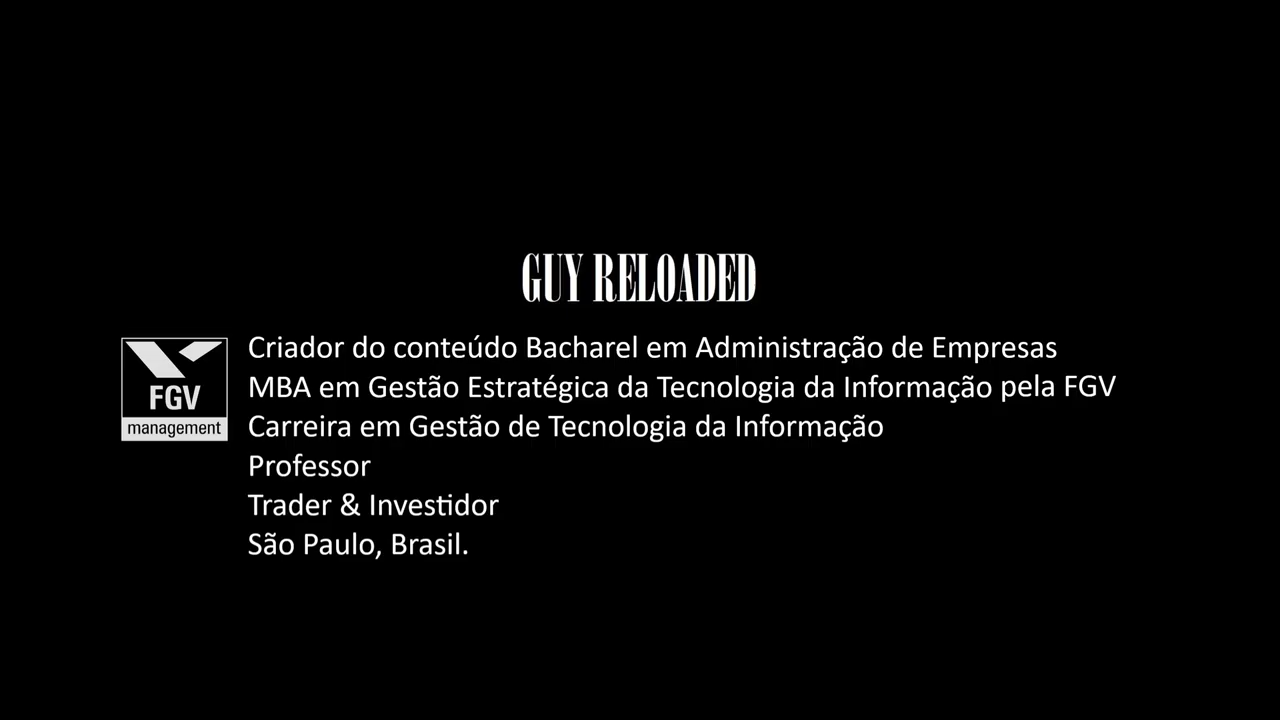 GUY RELOADED
Criador do conteúdo Bacharel em Administração de Empresas
MBA em Gestão Estratégica da Tecnologia da Informação pela FGV
Carreira em Gestão de Tecnologia da Informação
Professor
Trader & Investidor
São Paulo, Brasil.
FGV
management